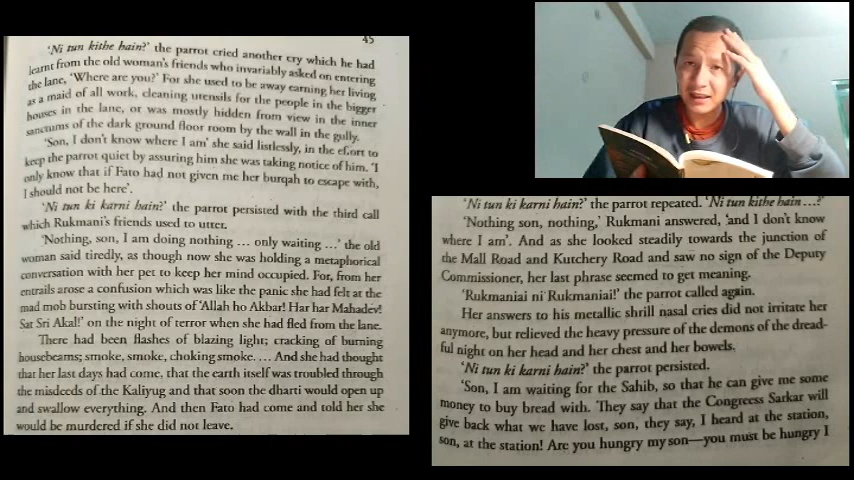 45
'Ni tun kithe hain?' the parrot cried another cry which he had
learnt from the old woman's friends who invariably asked on entering
the lane, 'Where are you?' For she used to be away earning her living
as a maid of all work, cleaning utensils for the people in the bigger
houses in the lane, or was mostly hidden from view in the inner
sanctums of the dark ground floor room by the wall in the gully.
'Son, I don't know where I am' she said listlessly, in the effort to
keep the parrot quiet by assuring him she was taking notice of him. 'I
only know that if Fato had not given me her burqah to escape with,
I should not be here'.
'Ni tun ki karni hain?' the parrot persisted with the third call
which Rukmani's friends used to utter.
'Nothing, son, I am doing nothing ... only waiting ...' the old
woman said tiredly, as though now she was holding a metaphorical
conversation with her pet to keep her mind occupied. For, from her
entrails arose a confusion which was like the panic she had felt at the
mad mob bursting with shouts of 'Allah ho Akbar! Har har Mahadev!
Sat Sri Akal!' on the night of terror when she had fled from the lane.
There had been flashes of blazing light; cracking of burning
housebeams; smoke, smoke, choking smoke. ... And she had thought
that her last days had come, that the earth itself was troubled through
the misdeeds of the Kaliyug and that soon the dharti would open up
and swallow everything. And then Fato had come and told her she
would be murdered if she did not leave.
'Ni tun ki karni hain?' the parrot repeated. 'Ni tun kithe hain ...?'
'Nothing son, nothing,' Rukmani answered, 'and I don't know
where I am'. And as she looked steadily towards the junction of
the Mall Road and Kutchery Road and saw no sign of the Deputy
Commissioner, her last phrase seemed to get meaning.
'Rukmaniai ni Rukmaniai!' the parrot called again.
Her answers to his metallic shrill nasal cries did not irritate her
anymore, but relieved the heavy pressure of the demons of the dread-
ful night on her head and her chest and her bowels.
'Ni tun ki karni hain?' the parrot persisted.
'Son, I am waiting for the Sahib, so that he can give me some
money to buy bread with. They say that the Congress Sarkar will
give back what we have lost, son, they say, I heard at the station,
son, at the station! Are you hungry my son—you must be hungry I